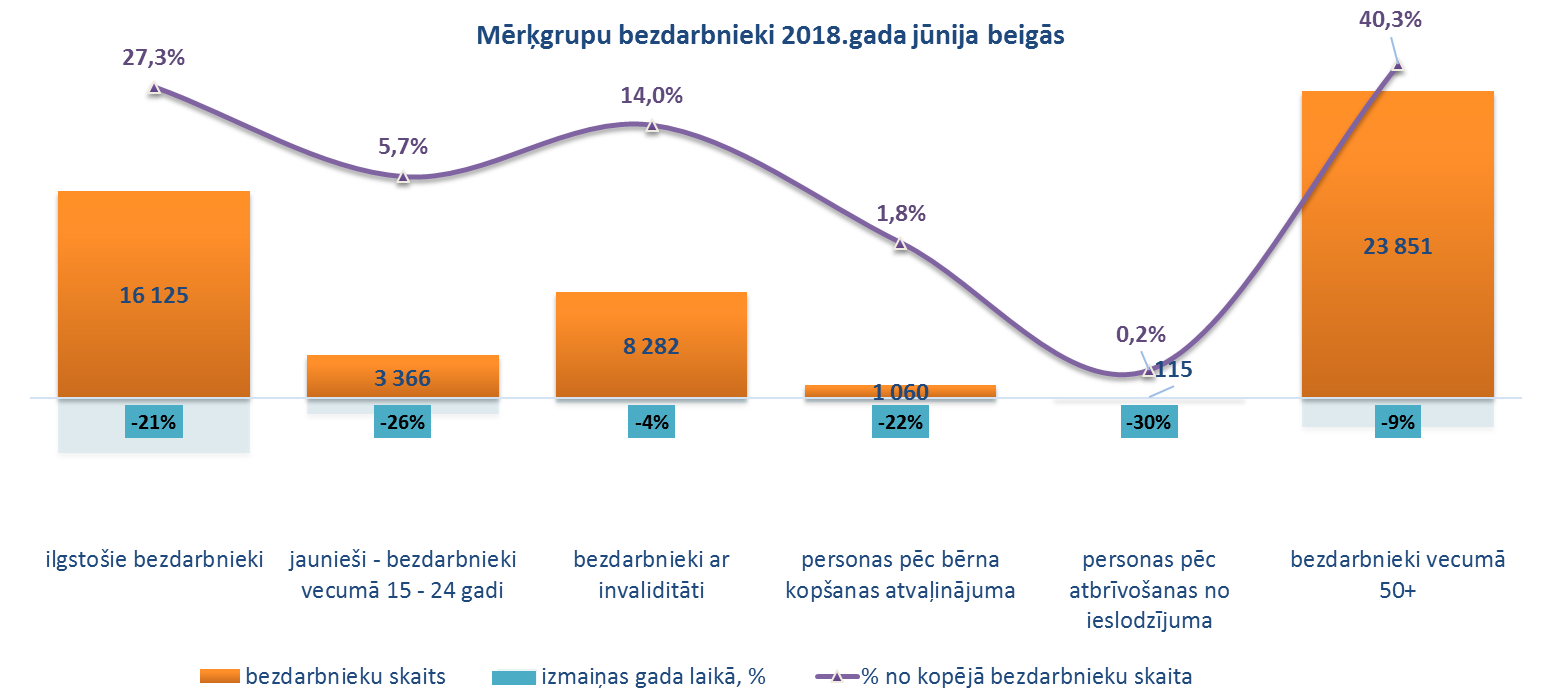 Mērķgrupu bezdarbnieki 2018.gada jūnija beigās
27,3%
5,7%
14,0%
1,8%
0,2%
40,3%
16 125
3 366
8 282
1 060
115
23 851
-21%
-26%
-4%
-22%
-30%
-9%
ilgstošie bezdarbnieki
jaunieši - bezdarbnieki
vecumā 15 - 24 gadi
bezdarbnieki ar
invaliditāti
personas pēc bērna
kopšanas atvaļinājuma
personas pēc
atbrīvošanas no
ieslodzījuma
bezdarbnieki vecumā
50+
bezdarbnieku skaits
izmaiņas gada laikā, %
% no kopējā bezdarbnieku skaita